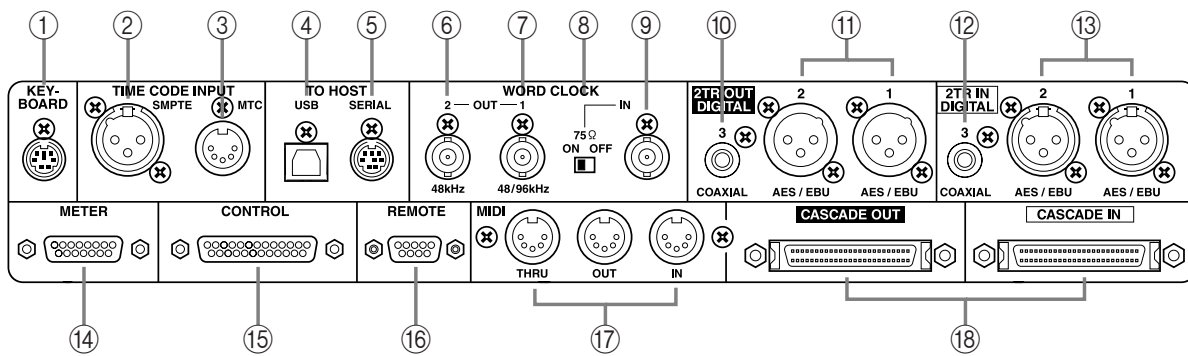 ① ② ③ ④ ⑤ ⑥ ⑦ ⑧ ⑨ ⑩ ⑪ ⑫ ⑬
KEY-
BOARD
TIME CODE INPUT
SMPTE MTC
TO HOST
USB SERIAL
WORD CLOCK
2 OUT 1 IN
75Ω
ON OFF
48kHz 48/96kHz
2TR OUT
DIGITAL
2 1
3
COAXIAL AES / EBU AES / EBU
2TR IN
DIGITAL
2 1
3
COAXIAL AES / EBU AES / EBU
METER
CONTROL
REMOTE
MIDI
THRU OUT IN
CASCADE OUT
CASCADE IN
⑭ ⑮ ⑯ ⑰ ⑱